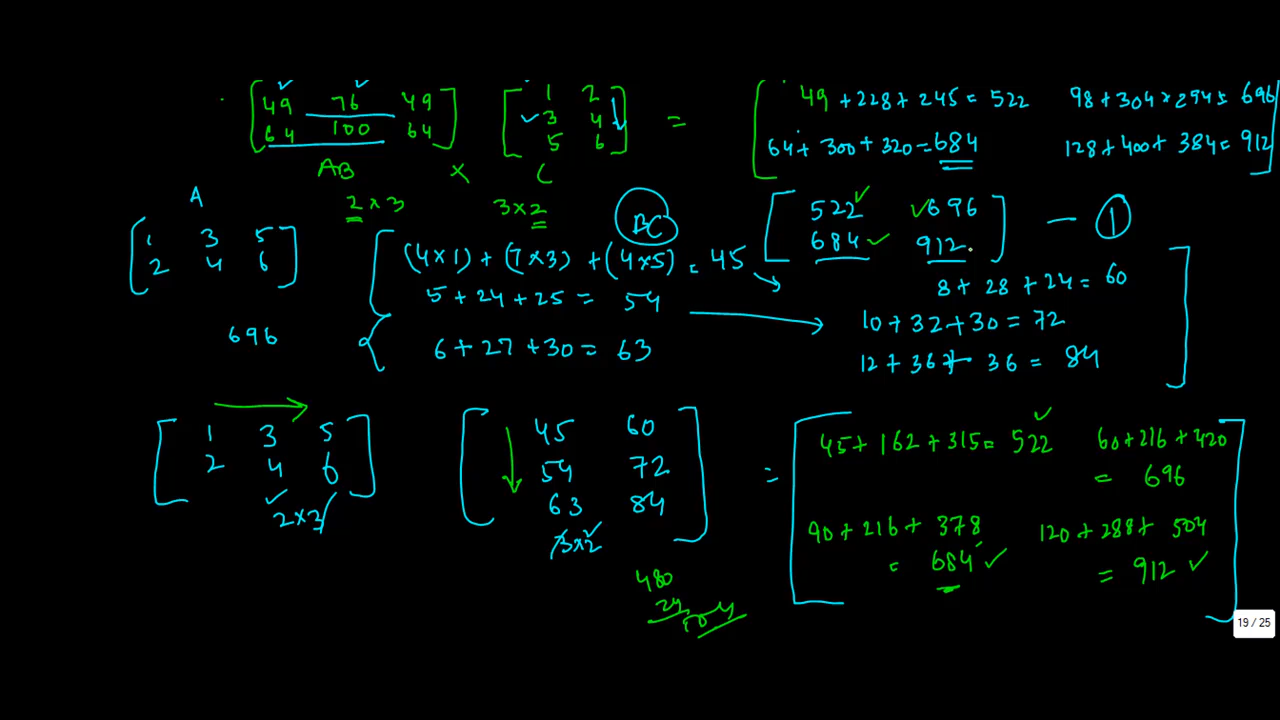 49 76 49 1 2 49 + 228 + 245 = 522 98 + 304 + 294 = 696
64 100 64 3 4 64 + 300 + 320 = 684 128 + 400 + 384 = 912
5 6
AB × C
2 × 3 3 × 2
A
1 3 5
2 4 6
BC
522 696 — 1
684 912
(4×1) + (7×3) + (4×5) = 45
8 + 28 + 24 = 60
5 + 24 + 25 = 54
10 + 32 + 30 = 72
696
6 + 27 + 30 = 63
12 + 36 + 36 = 84
1 3 5 45 60 = 45 + 162 + 315 = 522 60 + 216 + 420
2 4 6 54 72 = 696
63 84
2×3 3×2
90 + 216 + 378 120 + 288 + 504
= 684 = 912
480
24
504
19 / 25